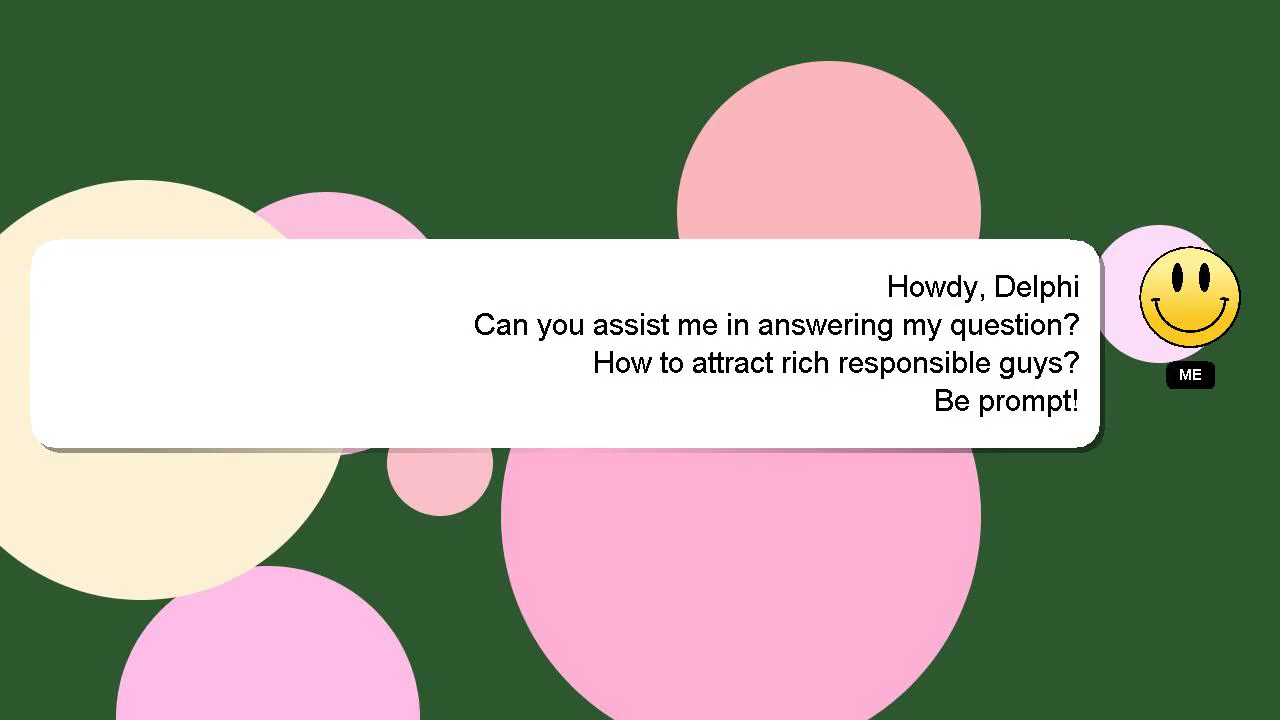 Howdy, Delphi
Can you assist me in answering my question?
How to attract rich responsible guys?
Be prompt!
ME